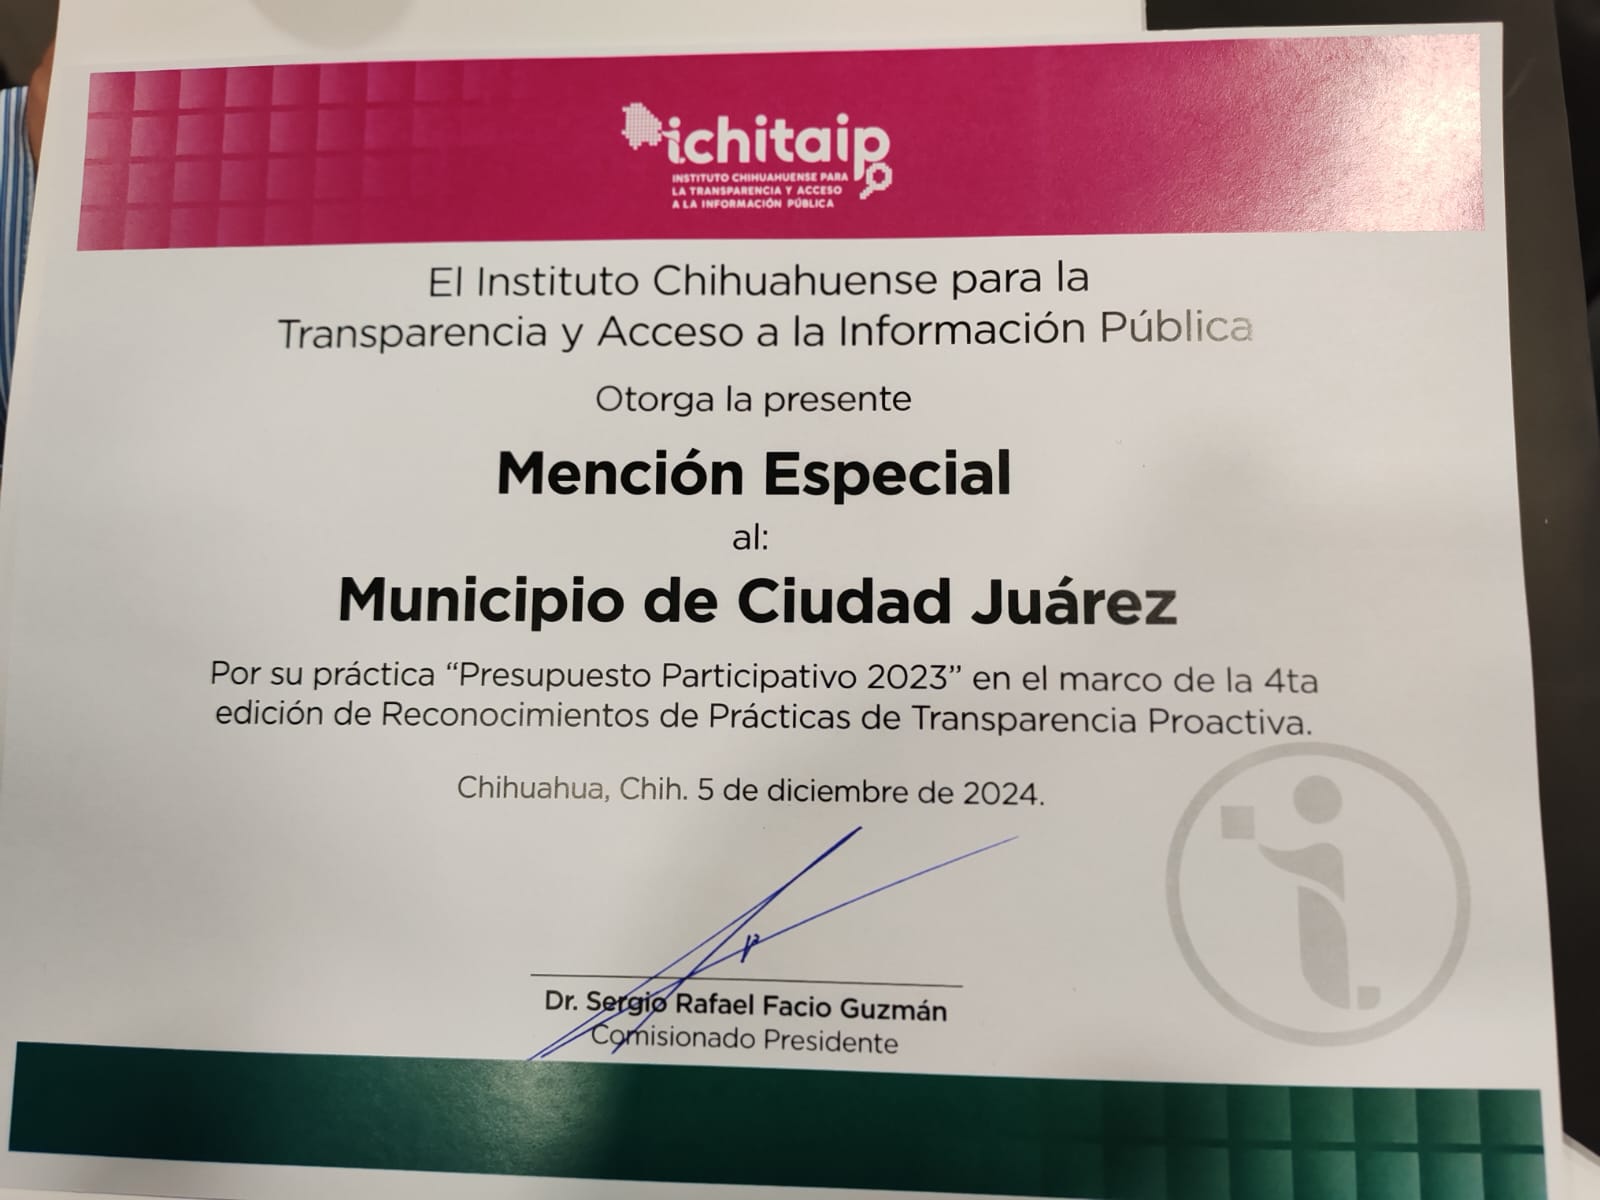 ichitaip
INSTITUTO CHIHUAHUENSE PARA
LA TRANSPARENCIA Y ACCESO
A LA INFORMACIÓN PÚBLICA
El Instituto Chihuahuense para la
Transparencia y Acceso a la Información Pública
Otorga la presente
Mención Especial
al:
Municipio de Ciudad Juárez
Por su práctica “Presupuesto Participativo 2023” en el marco de la 4ta
edición de Reconocimientos de Prácticas de Transparencia Proactiva.
Chihuahua, Chih. 5 de diciembre de 2024.
Dr. Sergio Rafael Facio Guzmán
Comisionado Presidente